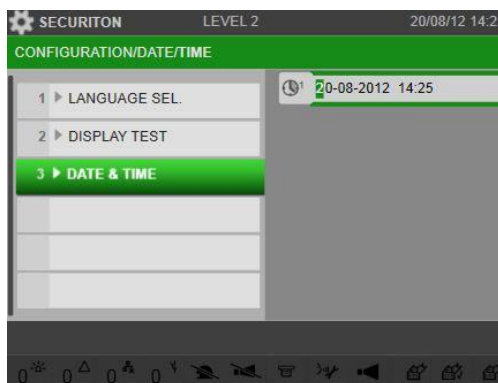 SECURITON LEVEL 2 20/08/12 14:2
CONFIGURATION/DATE/TIME
1 LANGUAGE SEL.
20-08-2012 14:25
2 DISPLAY TEST
3 DATE & TIME
0 0 0 0